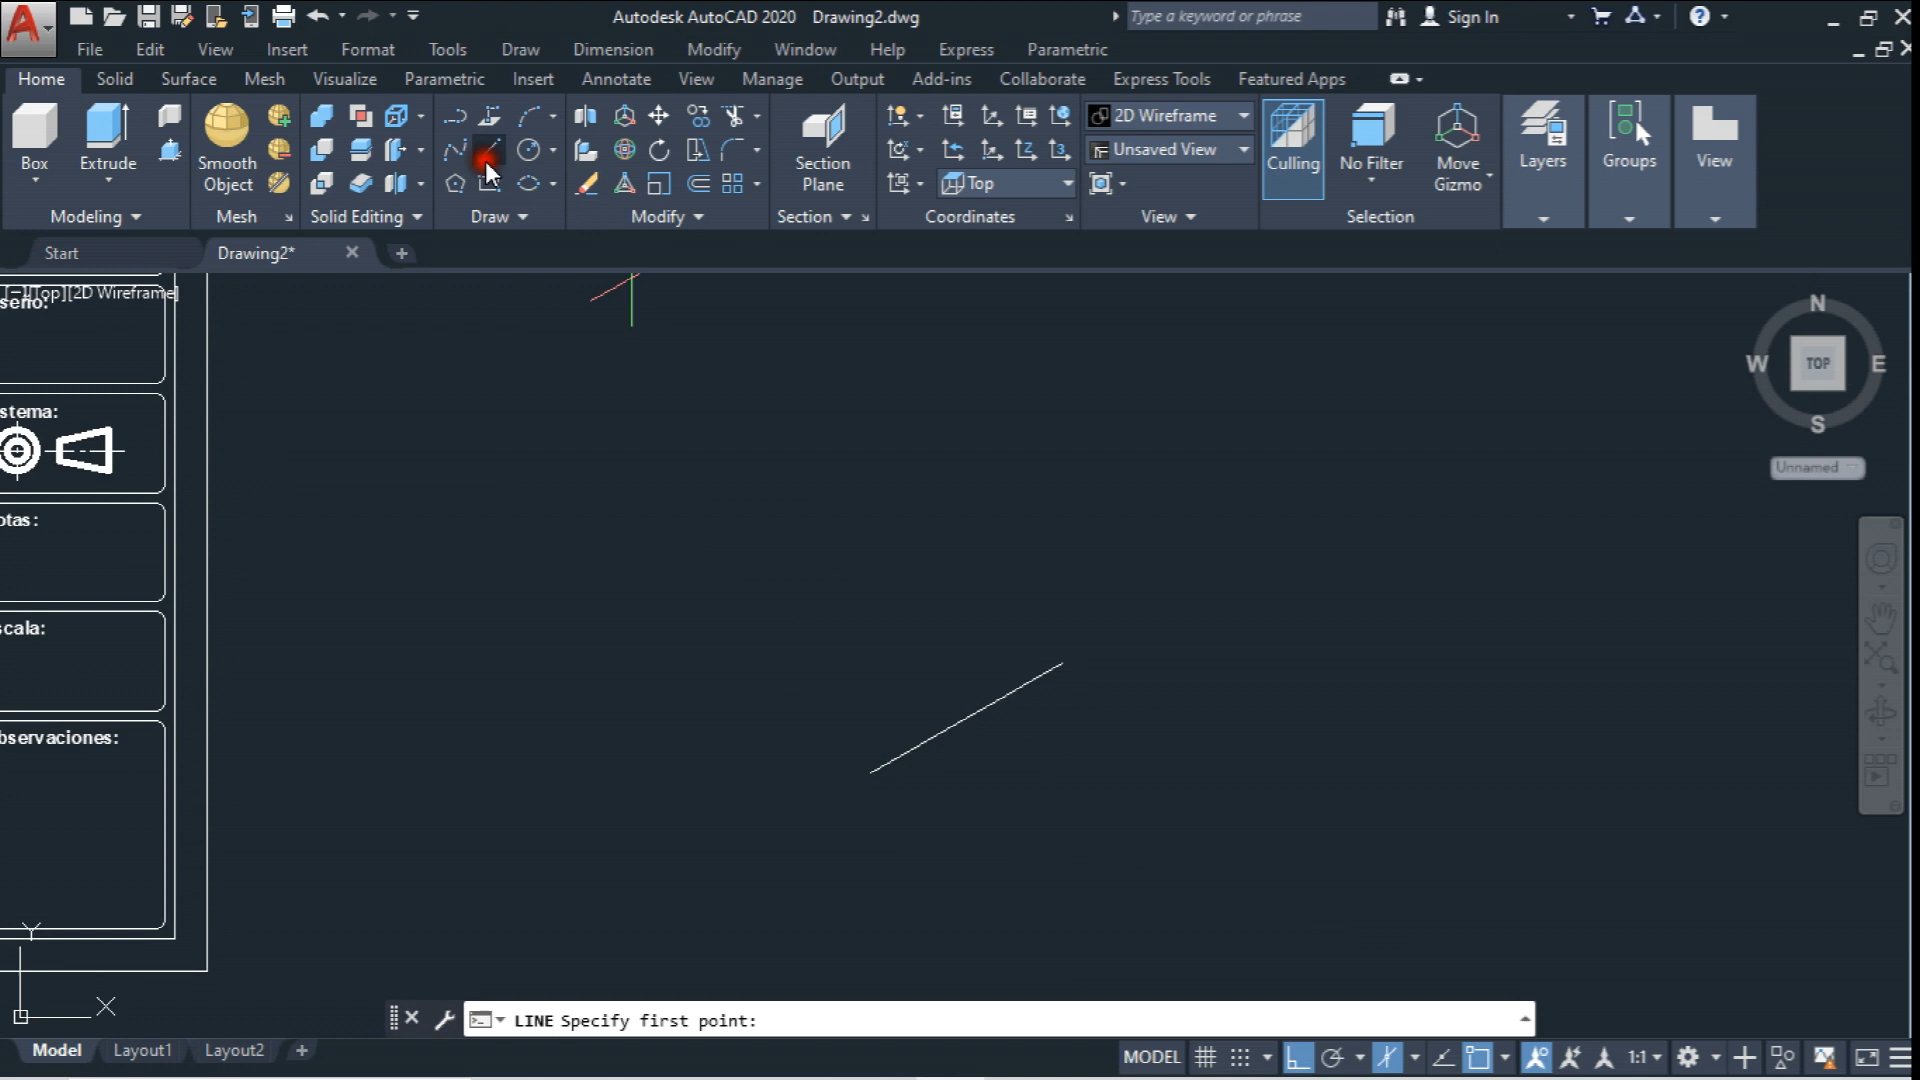 Autodesk AutoCAD 2020 Drawing2.dwg
Type a keyword or phrase
Sign In
File Edit View Insert Format Tools Draw Dimension Modify Window Help Express Parametric
Home Solid Surface Mesh Visualize Parametric Insert Annotate View Manage Output Add-ins Collaborate Express Tools Featured Apps
Box
Extrude
Smooth
Object
Section
Plane
2D Wireframe
Unsaved View
Top
Culling
No Filter
Move
Gizmo
Layers
Groups
View
Modeling Mesh Solid Editing Draw Modify Section Coordinates View Selection
Start Drawing2*
[−][Top][2D Wireframe]
seño:
stema:
otas:
scala:
bservaciones:
N
W TOP E
S
Unnamed
Y
X
LINE Specify first point:
Model Layout1 Layout2
MODEL 1:1